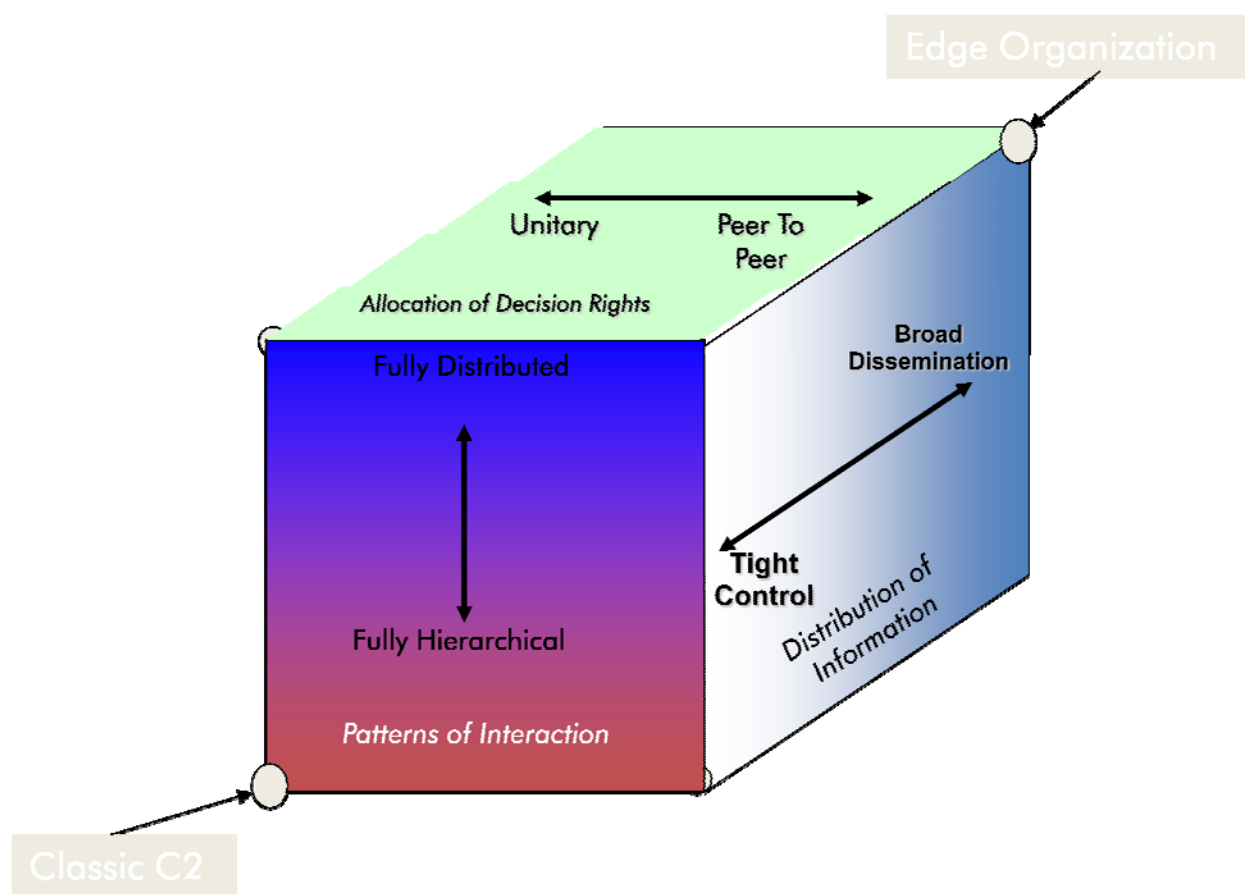 Edge Organization
Unitary
Peer To
Peer
Allocation of Decision Rights
Fully Distributed
Broad
Dissemination
Tight
Control
Distribution of
Information
Fully Hierarchical
Patterns of Interaction
Classic C2